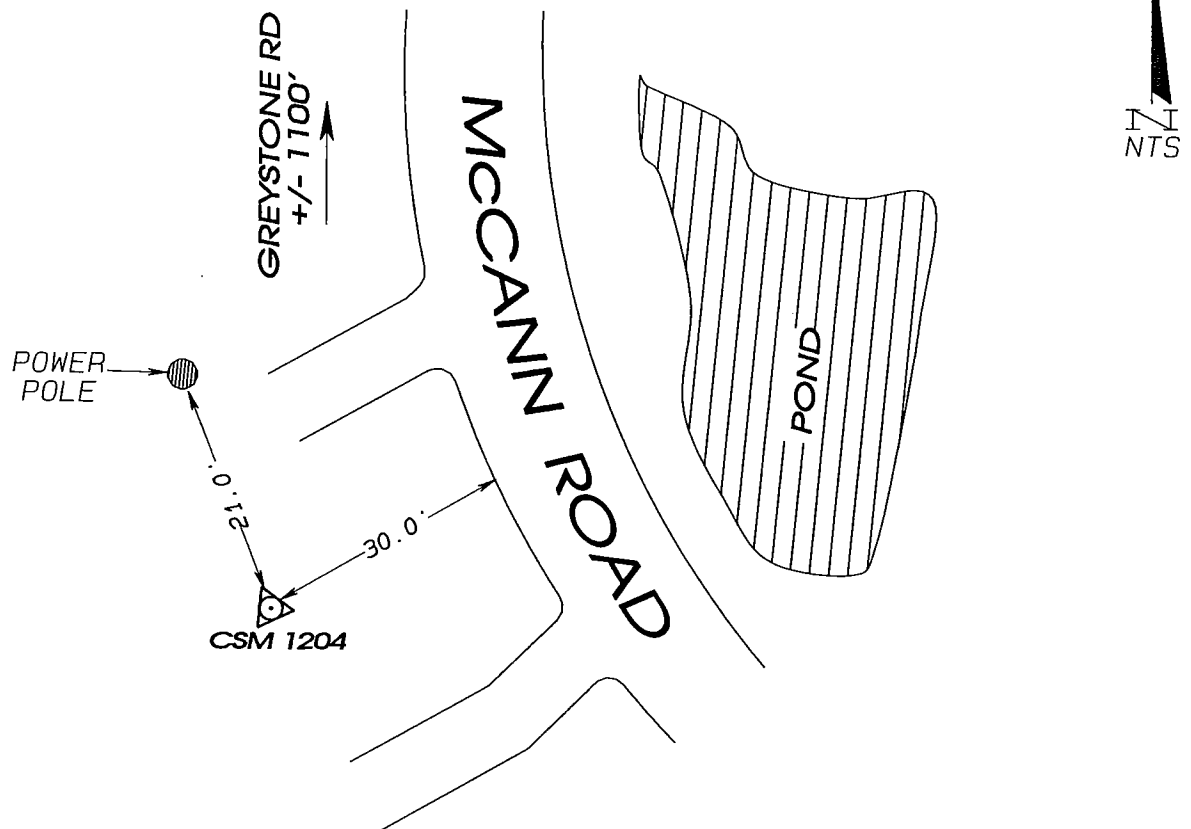 GREYSTONE RD
+/- 1100'
McCANN ROAD
N
NTS
POWER
POLE
POND
21.0'
30.0'
CSM 1204